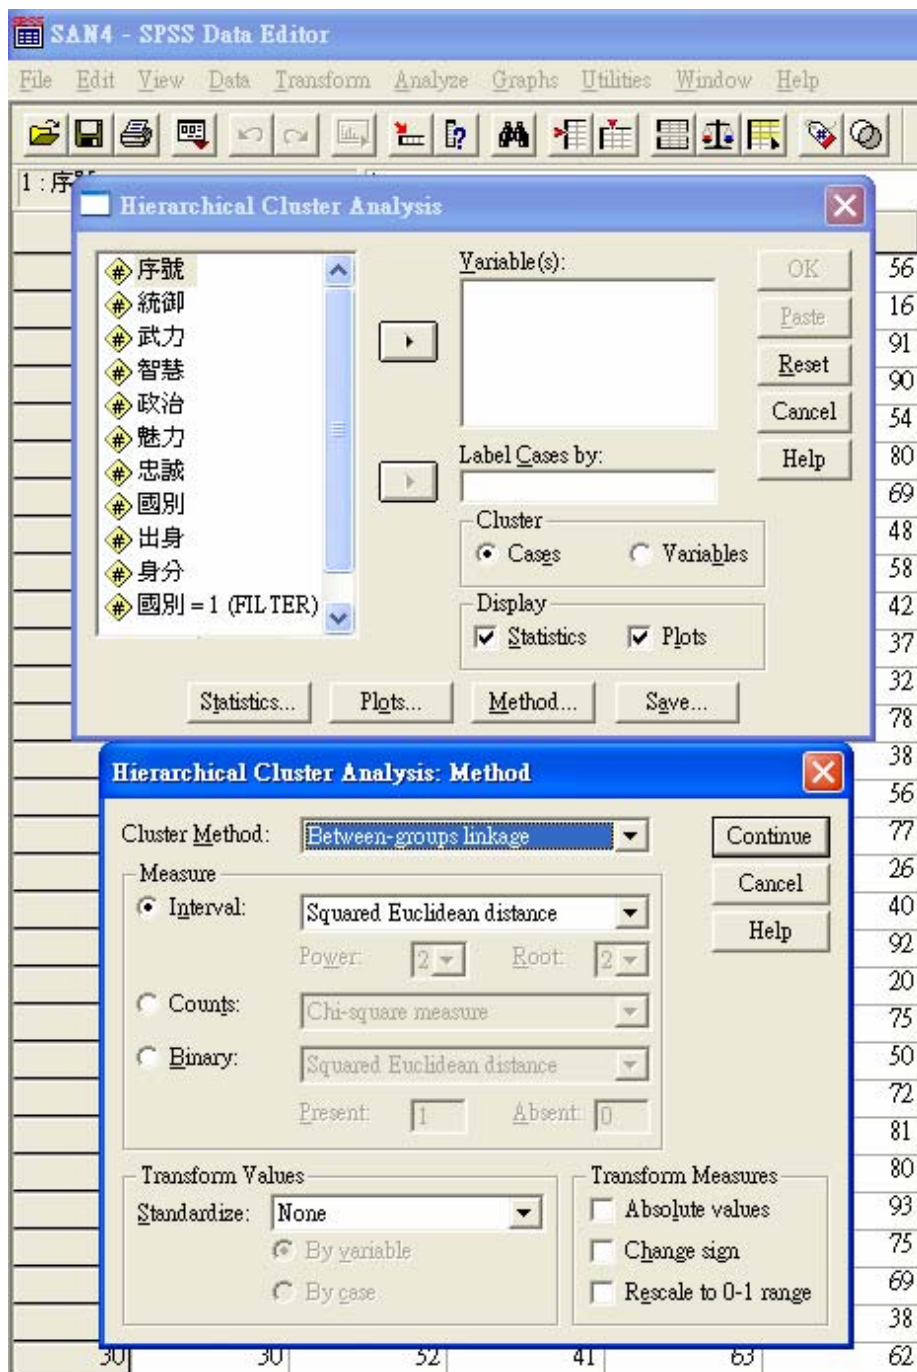 SPSS
SAN4 - SPSS Data Editor
File Edit View Data Transform Analyze Graphs Utilities Window Help
1 : 序號
Hierarchical Cluster Analysis
序號
統御
武力
智慧
政治
魅力
忠誠
國別
出身
身分
國別 = 1 (FILTER)
Variable(s):
Label Cases by:
Cluster
Cases Variables
Display
Statistics Plots
OK
Paste
Reset
Cancel
Help
Statistics... Plots... Method... Save...
Hierarchical Cluster Analysis: Method
Cluster Method: Between-groups linkage
Measure
Interval: Squared Euclidean distance
Power: 2 Root: 2
Counts: Chi-square measure
Binary: Squared Euclidean distance
Present: 1 Absent: 0
Continue
Cancel
Help
Transform Values
Standardize: None
By variable
By case
Transform Measures
Absolute values
Change sign
Rescale to 0-1 range
56
16
91
90
54
80
69
48
58
42
37
32
78
38
56
77
26
40
92
20
75
50
72
81
80
93
75
69
38
30 30 52 41 63 62